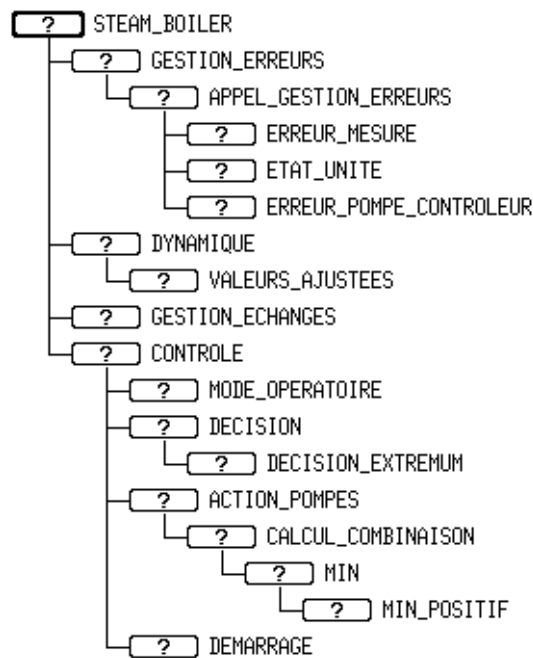 ? STEAM_BOILER
? GESTION_ERREURS
? APPEL_GESTION_ERREURS
? ERREUR_MESURE
? ETAT_UNITE
? ERREUR_POMPE_CONTROLEUR
? DYNAMIQUE
? VALEURS_AJUSTEES
? GESTION_ECHANGES
? CONTROLE
? MODE_OPERATOIRE
? DECISION
? DECISION_EXTREMUM
? ACTION_POMPES
? CALCUL_COMBINAISON
? MIN
? MIN_POSITIF
? DEMARRAGE